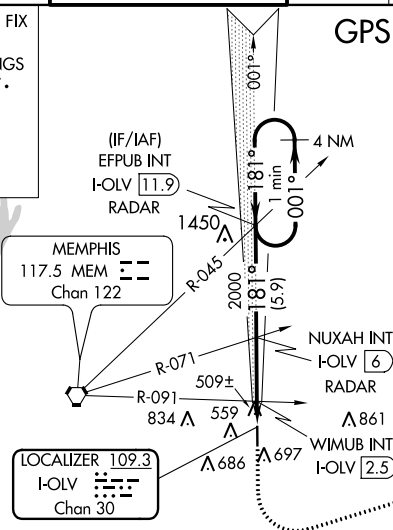 FIX
GPS
NGS
001°
(IF/IAF)
EFPUB INT
I-OLV 11.9
RADAR
4 NM
181°
1 min
001°
1450
MEMPHIS
117.5 MEM
Chan 122
R-045
2000
181°
(5.9)
R-071
NUXAH INT
I-OLV 6
RADAR
R-091
509±
834
559
861
WIMUB INT
I-OLV 2.5
LOCALIZER 109.3
I-OLV
Chan 30
686
697